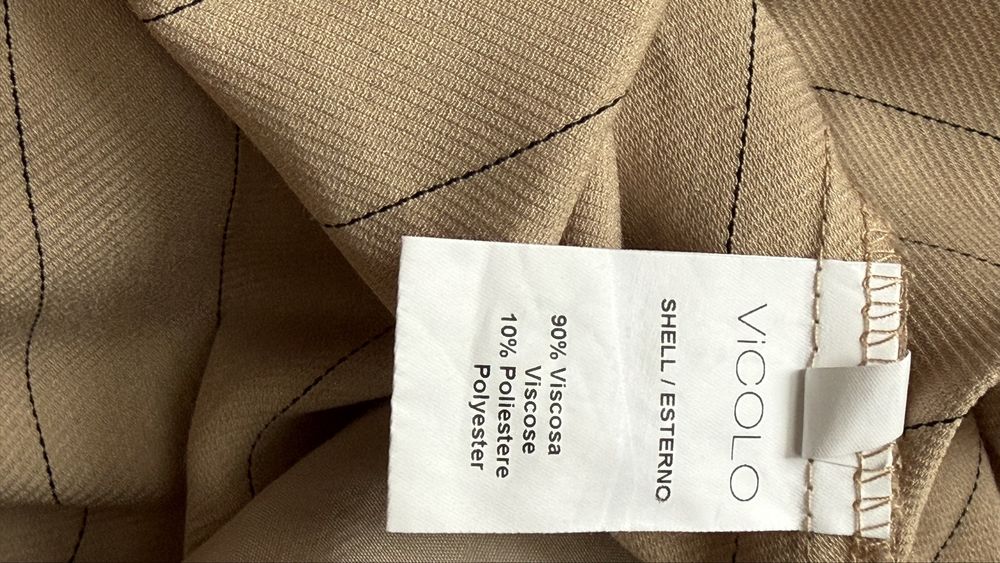 ViCOLO
SHELL / ESTERNO
90% Viscosa
Viscose
10% Poliestere
Polyester